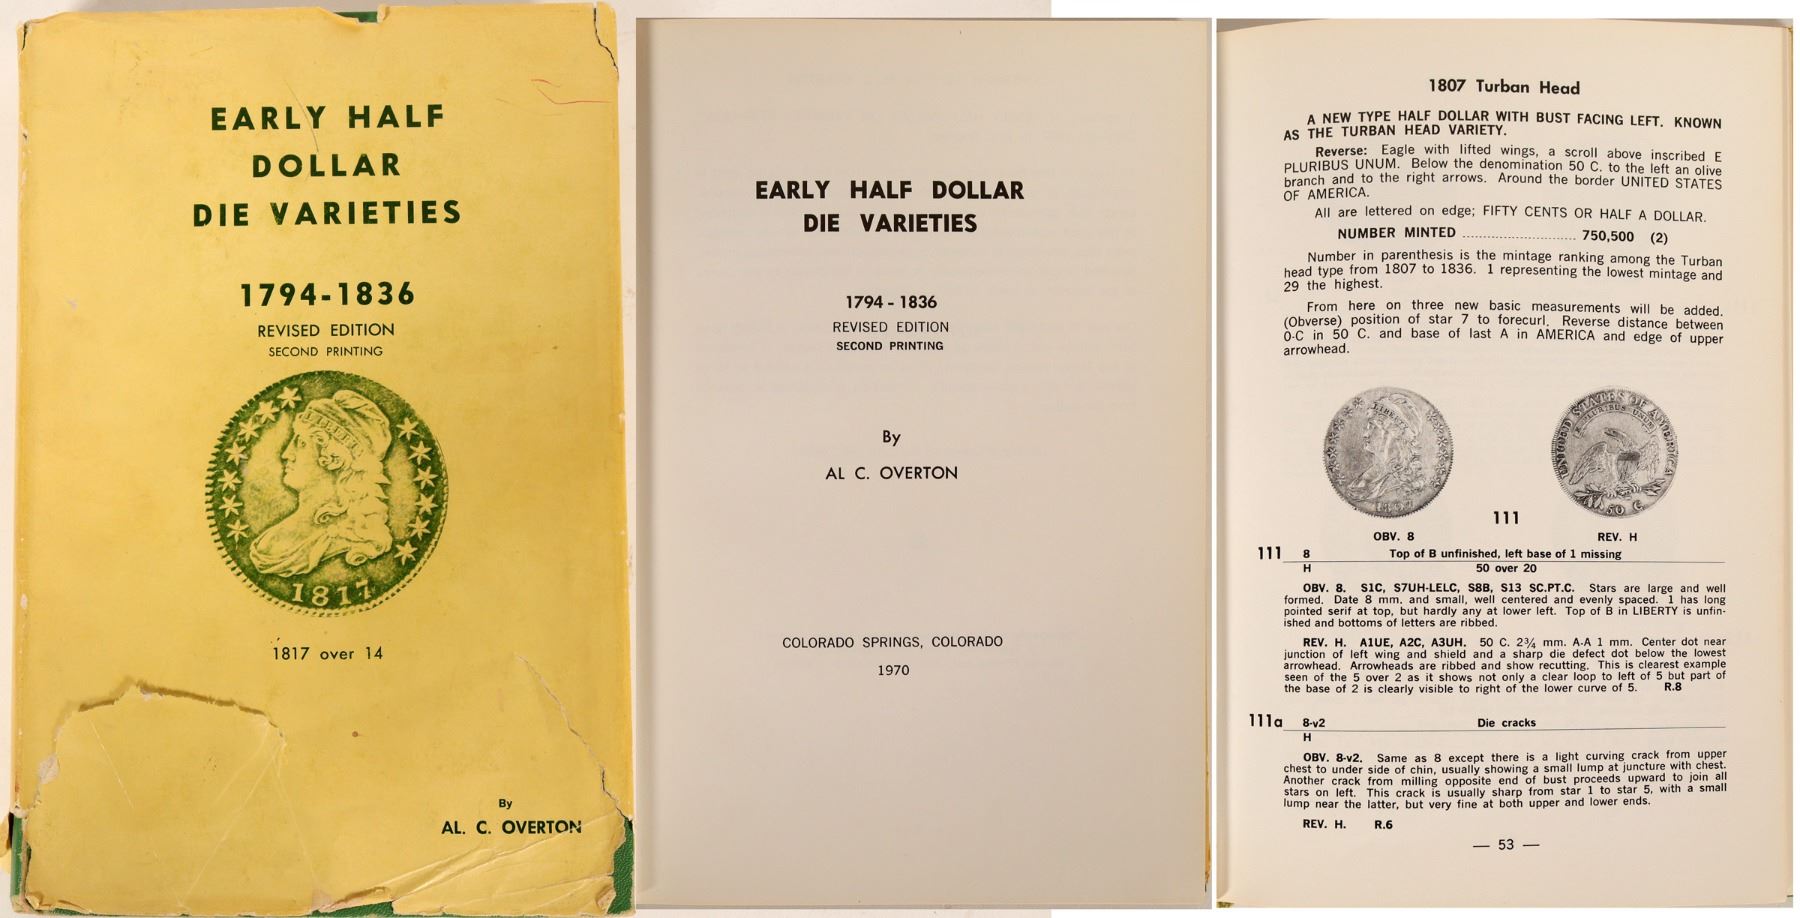 EARLY HALF
DOLLAR
DIE VARIETIES
1794-1836
REVISED EDITION
SECOND PRINTING
LIBERTY
1817
1817 over 14
By
AL. C. OVERTON
EARLY HALF DOLLAR
DIE VARIETIES
1794 - 1836
REVISED EDITION
SECOND PRINTING
By
AL C. OVERTON
COLORADO SPRINGS, COLORADO
1970
1807 Turban Head
A NEW TYPE HALF DOLLAR WITH BUST FACING LEFT. KNOWN
AS THE TURBAN HEAD VARIETY.
Reverse: Eagle with lifted wings, a scroll above inscribed E
PLURIBUS UNUM. Below the denomination 50 C. to the left an olive
branch and to the right arrows. Around the border UNITED STATES
OF AMERICA.
All are lettered on edge; FIFTY CENTS OR HALF A DOLLAR.
NUMBER MINTED ............................ 750,500 (2)
Number in parenthesis is the mintage ranking among the Turban
head type from 1807 to 1836. 1 representing the lowest mintage and
29 the highest.
From here on three new basic measurements will be added.
(Obverse) position of star 7 to forecurl. Reverse distance between
0-C in 50 C. and base of last A in AMERICA and edge of upper
arrowhead.
LIBERTY
1807
UNITED STATES OF AMERICA
E PLURIBUS UNUM
50 C.
111
OBV. 8 REV. H
111 8 Top of B unfinished, left base of 1 missing
H 50 over 20
OBV. 8. S1C, S7UH-LELC, S8B, S13 SC.PT.C. Stars are large and well
formed. Date 8 mm. and small, well centered and evenly spaced. 1 has long
pointed serif at top, but hardly any at lower left. Top of B in LIBERTY is unfin-
ished and bottoms of letters are ribbed.
REV. H. A1UE, A2C, A3UH. 50 C. 2¾ mm. A-A 1 mm. Center dot near
junction of left wing and shield and a sharp die defect dot below the lowest
arrowhead. Arrowheads are ribbed and show recutting. This is clearest example
seen of the 5 over 2 as it shows not only a clear loop to left of 5 but part of
the base of 2 is clearly visible to right of the lower curve of 5. R.8
111a 8-v2 Die cracks
H
OBV. 8-v2. Same as 8 except there is a light curving crack from upper
chest to under side of chin, usually showing a small lump at juncture with chest.
Another crack from milling opposite end of bust proceeds upward to join all
stars on left. This crack is usually sharp from star 1 to star 5, with a small
lump near the latter, but very fine at both upper and lower ends.
REV. H. R.6
— 53 —